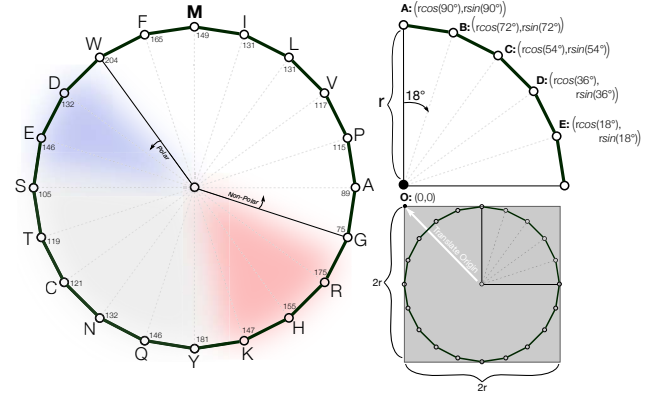 M
149
F
165
I
131
W
204
L
131
D
132
V
117
E
146
P
115
S
105
A
89
T
119
G
75
C
121
R
175
N
132
H
155
Q
146
K
147
Y
181
Polar
Non-Polar
A: (rcos(90°),rsin(90°)
B: (rcos(72°),rsin(72°))
C: (rcos(54°),rsin(54°)
D: (rcos(36°),
rsin(36°)
E: (rcos(18°),
rsin(18°))
r
18°
O: (0,0)
Translate Origin
2r
2r